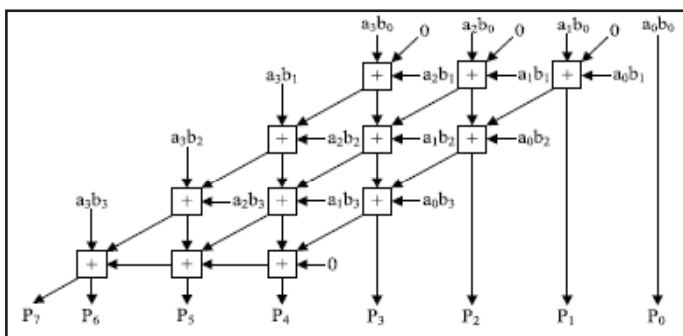 a₃b₀ 0 a₂b₀ 0 a₁b₀ 0 a₀b₀
a₃b₁ + a₂b₁ + a₁b₁ + a₀b₁
a₃b₂ + a₂b₂ + a₁b₂ + a₀b₂
a₃b₃ + a₂b₃ + a₁b₃ + a₀b₃
+ + + 0
P₇ P₆ P₅ P₄ P₃ P₂ P₁ P₀